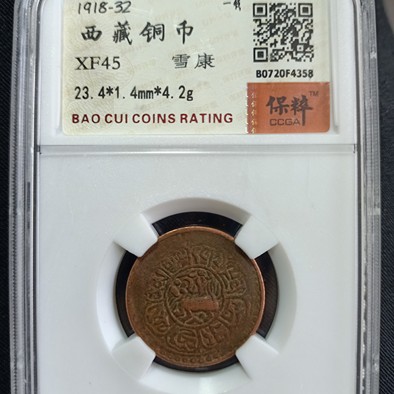 1918-32 一钱
西藏铜币
XF45 雪康
23.4*1.4mm*4.2g
B0720F4358
BAO CUI COINS RATING
保粹 TM
CCGA